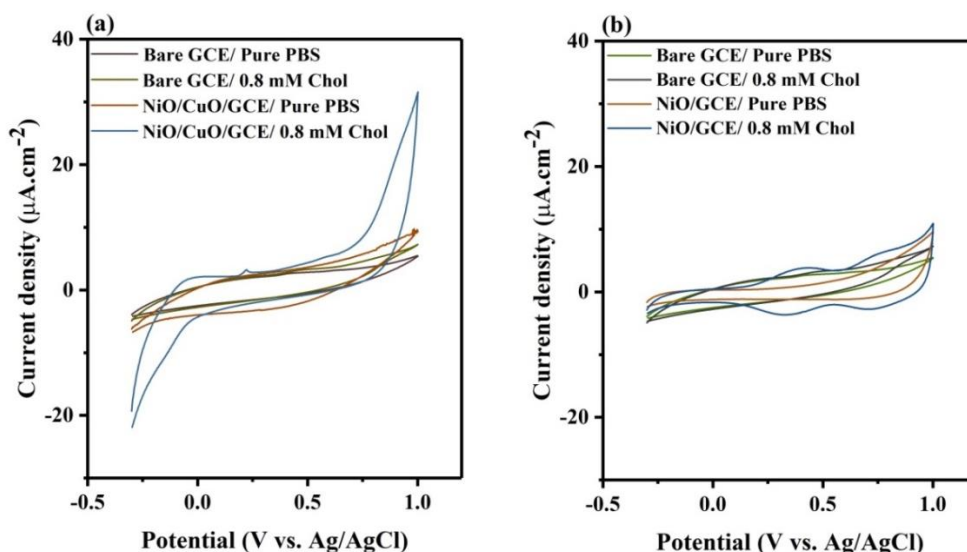 (a)
40
20
0
-20
-0.5
0.0
0.5
1.0
Current density (μA.cm-2)
Potential (V vs. Ag/AgCl)
Bare GCE/ Pure PBS
Bare GCE/ 0.8 mM Chol
NiO/CuO/GCE/ Pure PBS
NiO/CuO/GCE/ 0.8 mM Chol
(b)
40
20
0
-20
-0.5
0.0
0.5
1.0
Current density (μA.cm-2)
Potential (V vs. Ag/AgCl)
Bare GCE/ Pure PBS
Bare GCE/ 0.8 mM Chol
NiO/GCE/ Pure PBS
NiO/GCE/ 0.8 mM Chol